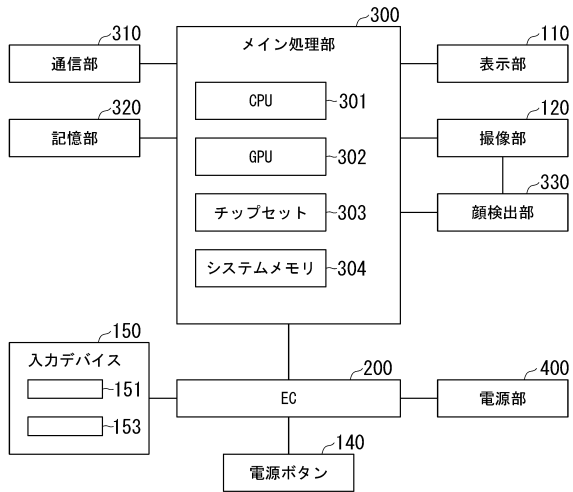 300
310
メイン処理部
110
通信部
表示部
CPU
301
320
120
記憶部
撮像部
GPU
302
330
チップセット
303
顔検出部
システムメモリ
304
150
入力デバイス
200
400
151
EC
電源部
153
140
電源ボタン